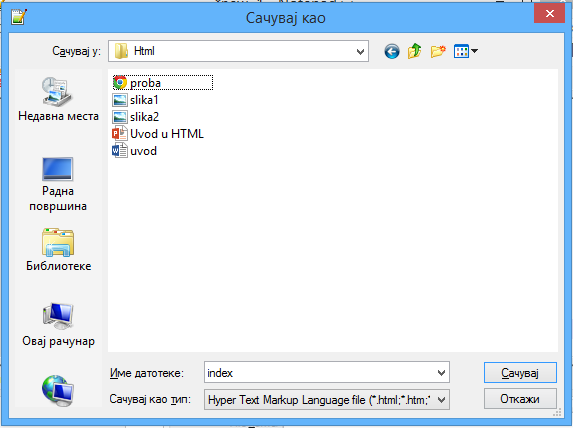 Сачувај као
Сачувај у:
Html
Недавна места
Радна
површина
Библиотеке
Овај рачунар
proba
slika1
slika2
Uvod u HTML
uvod
Име датотеке:
index
Сачувај
Сачувај као тип:
Hyper Text Markup Language file (*.html;*.htm;*
Откажи